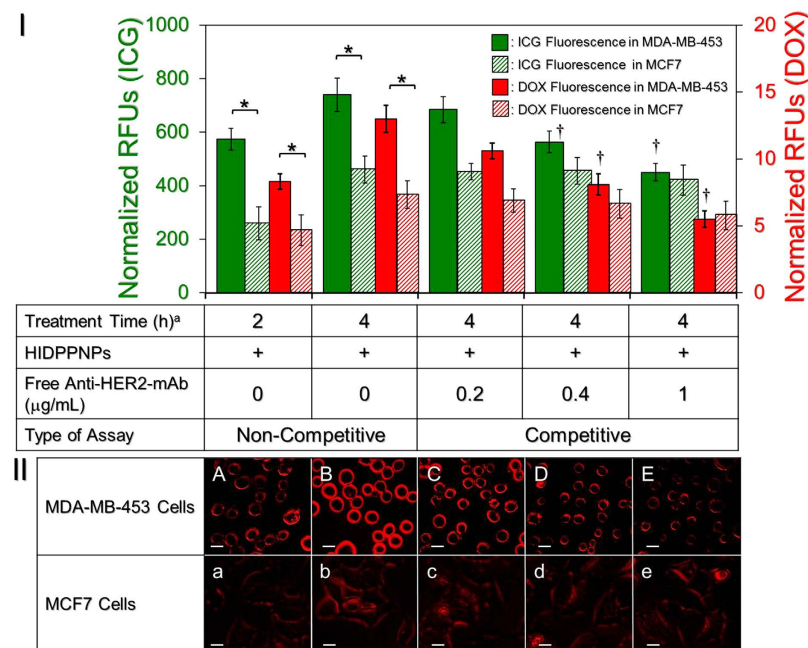 I
Normalized RFUs (ICG)
1000
800
600
400
200
0
Normalized RFUs (DOX)
20
15
10
5
0
: ICG Fluorescence in MDA-MB-453
: ICG Fluorescence in MCF7
: DOX Fluorescence in MDA-MB-453
: DOX Fluorescence in MCF7
* * * *
† † † †
Treatment Time (h)ᵃ 2 4 4 4 4
HIDPPNPs + + + + +
Free Anti-HER2-mAb
(μg/mL) 0 0 0.2 0.4 1
Type of Assay Non-Competitive Competitive
II
A B C D E
MDA-MB-453 Cells
a b c d e
MCF7 Cells